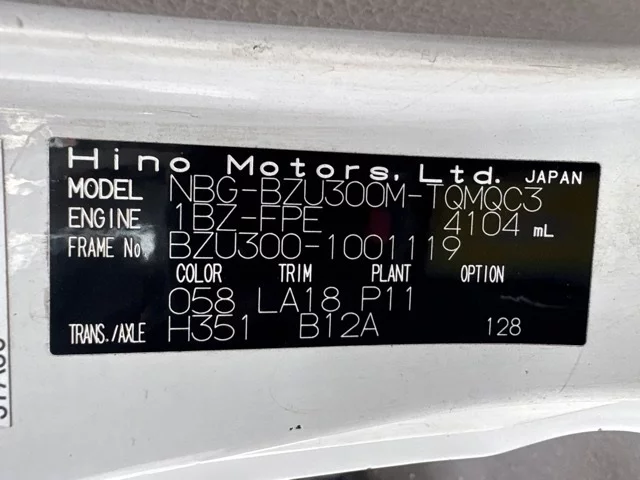 Hino Motors, Ltd. JAPAN
MODEL NBG-BZU300M-TQMQC3
ENGINE 1BZ-FPE 4104 mL
FRAME No BZU300-1001119
COLOR TRIM PLANT OPTION
058 LA18 P11
TRANS./AXLE H351 B12A 128